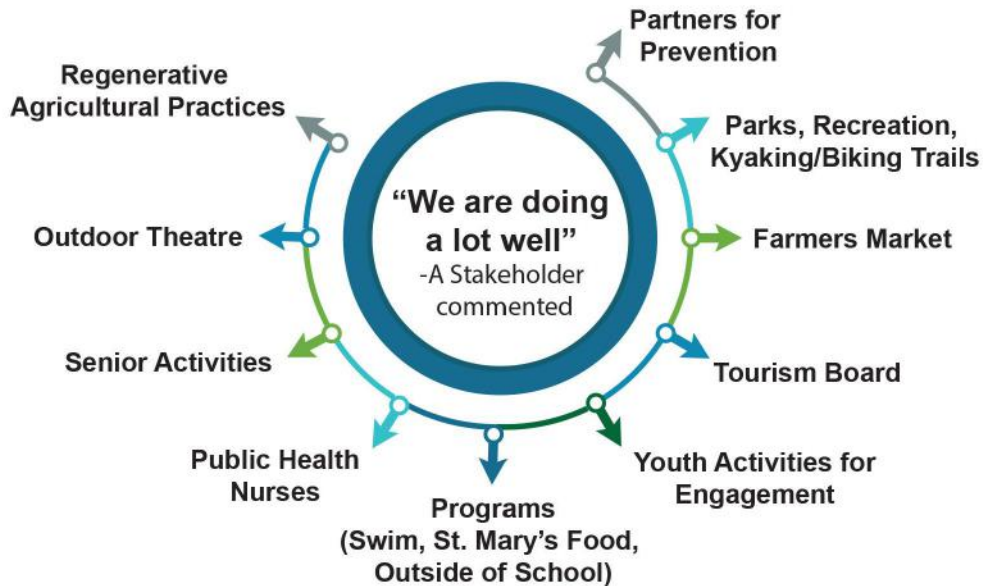 Partners for
Prevention
Regenerative
Agricultural Practices
Parks, Recreation,
Kyaking/Biking Trails
“We are doing
a lot well”
-A Stakeholder
commented
Outdoor Theatre
Farmers Market
Senior Activities
Tourism Board
Public Health
Nurses
Youth Activities for
Engagement
Programs
(Swim, St. Mary’s Food,
Outside of School)